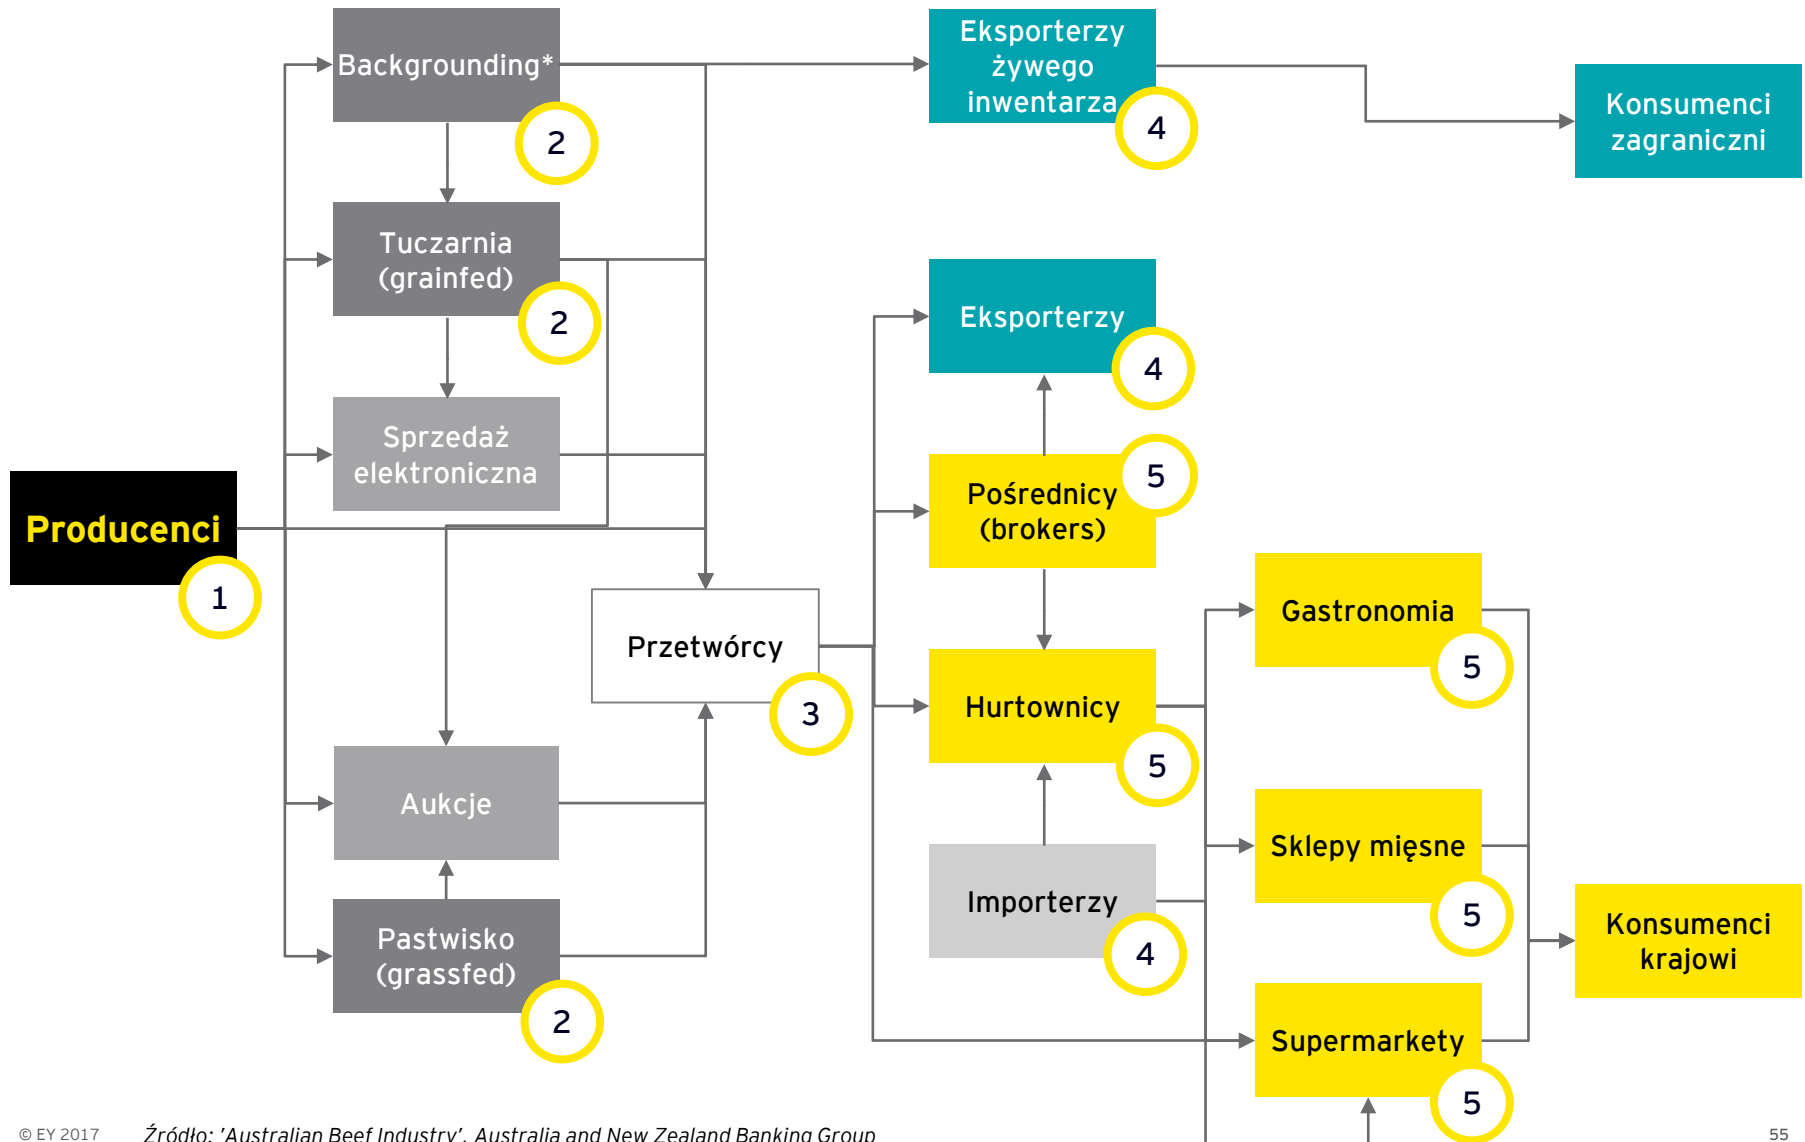 Backgrounding*
2
Eksporterzy
żywego
inwentarza
4
Konsumenci
zagraniczni
Tuczarnia
(grainfed)
2
Eksporterzy
4
Sprzedaż
elektroniczna
Pośrednicy
(brokers)
5
Producenci
1
Przetwórcy
3
Gastronomia
5
Hurtownicy
5
Aukcje
Sklepy mięsne
5
Importerzy
4
Pastwisko
(grassfed)
2
Konsumenci
krajowi
Supermarkety
5
© EY 2017
Źródło: 'Australian Beef Industry', Australia and New Zealand Banking Group
55